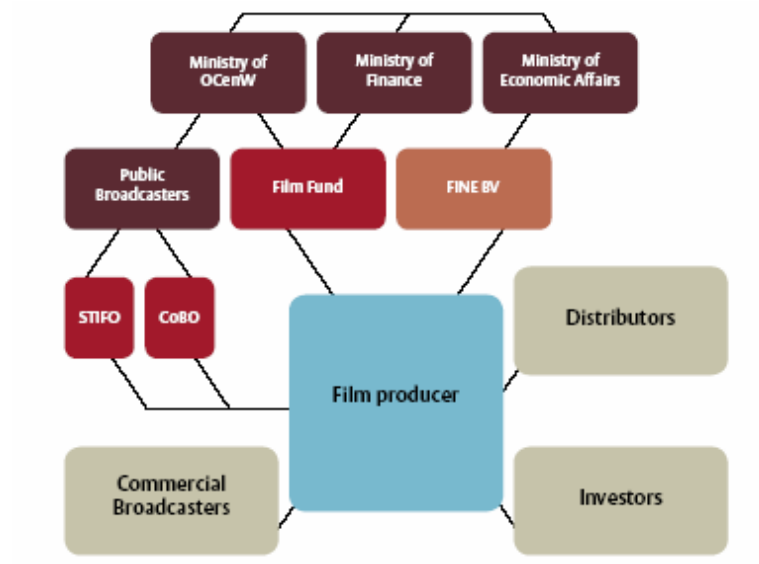 Ministry of
OCenW
Ministry of
Finance
Ministry of
Economic Affairs
Public
Broadcasters
Film Fund
FINE BV
STIFO
CoBO
Distributors
Film producer
Commercial
Broadcasters
Investors